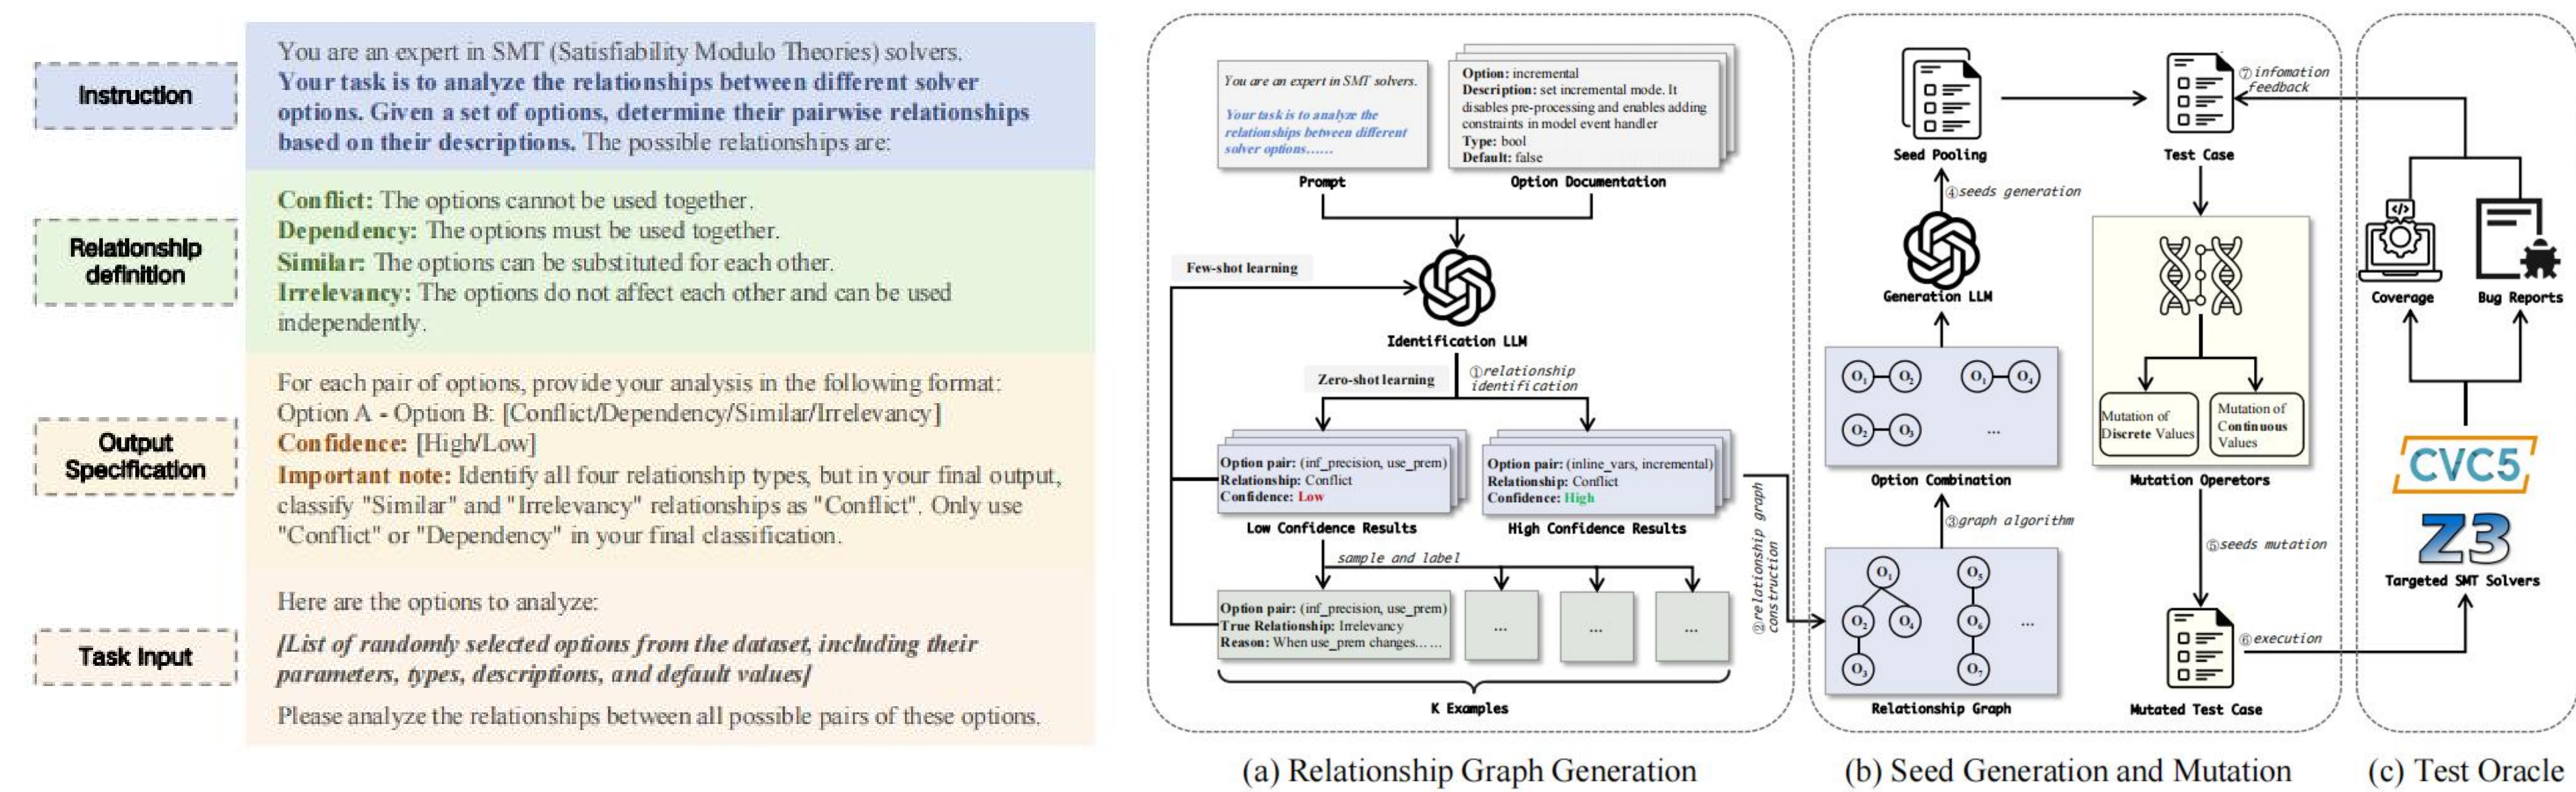 Instruction
You are an expert in SMT (Satisfiability Modulo Theories) solvers.
Your task is to analyze the relationships between different solver
options. Given a set of options, determine their pairwise relationships
based on their descriptions. The possible relationships are:
Relationship
definition
Conflict: The options cannot be used together.
Dependency: The options must be used together.
Similar: The options can be substituted for each other.
Irrelevancy: The options do not affect each other and can be used
independently.
Output
Specification
For each pair of options, provide your analysis in the following format:
Option A - Option B: [Conflict/Dependency/Similar/Irrelevancy]
Confidence: [High/Low]
Important note: Identify all four relationship types, but in your final output,
classify "Similar" and "Irrelevancy" relationships as "Conflict". Only use
"Conflict" or "Dependency" in your final classification.
Task Input
Here are the options to analyze:
[List of randomly selected options from the dataset, including their
parameters, types, descriptions, and default values]
Please analyze the relationships between all possible pairs of these options.
You are an expert in SMT solvers.
Your task is to analyze the
relationships between different
solver options......
Prompt
Option: incremental
Description: set incremental mode. It
disables pre-processing and enables adding
constraints in model event handler
Type: bool
Default: false
Option Documentation
Few-shot learning
Identification LLM
Zero-shot learning
①relationship
identification
Option pair: (inf_precision, use_prem)
Relationship: Conflict
Confidence: Low
Low Confidence Results
Option pair: (inline_vars, incremental)
Relationship: Conflict
Confidence: High
High Confidence Results
sample and label
Option pair: (inf_precision, use_prem)
True Relationship: Irrelevancy
Reason: When use_prem changes... ...
...
...
...
K Examples
②relationship graph
construction
(a) Relationship Graph Generation
Seed Pooling
④seeds generation
Generation LLM
O1 O2 O1 O4
O2 O3 ...
Option Combination
③graph algorithm
O1 O5
O2 O4 O6 ...
O3 O7
Relationship Graph
Test Case
⑦infomation
feedback
Mutation of
Discrete Values
Mutation of
Continuous
Values
Mutation Operetors
⑤seeds mutation
Mutated Test Case
⑥execution
(b) Seed Generation and Mutation
</>
Coverage
Bug Reports
CVC5
Z3
Targeted SMT Solvers
(c) Test Oracle